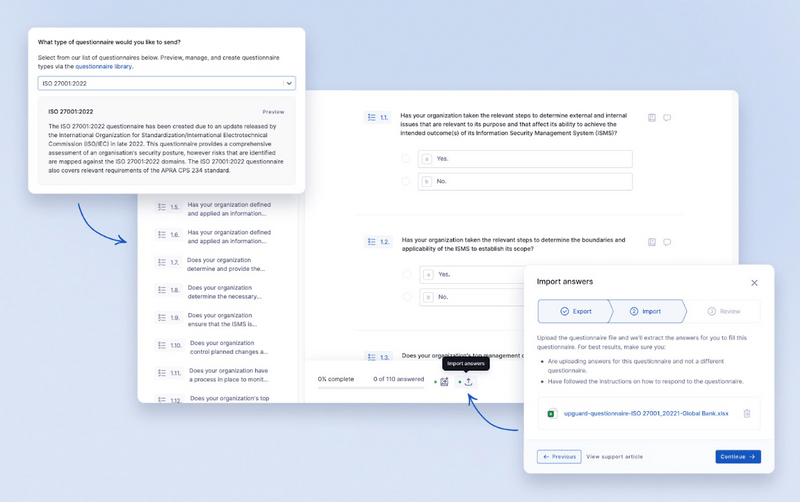 What type of questionnaire would you like to send?
Select from our list of questionnaires below. Preview, manage, and create questionnaire
types via the questionnaire library.
ISO 27001:2022
ISO 27001:2022
Preview
The ISO 27001:2022 questionnaire has been created due to an update released by
the International Organization for Standardization/International Electrotechnical
Commission (ISO/IEC) in late 2022. This questionnaire provides a comprehensive
assessment of an organisation's security posture, however risks that are identified
are mapped against the ISO 27001:2022 domains. The ISO 27001:2022 questionnaire
also covers relevant requirements of the APRA CPS 234 standard.
1.5. Has your organization defined
and applied an information...
1.6. Has your organization defined
and applied an information...
1.7. Does your organization
determine and provide the...
1.8. Does your organization
determine the necessary...
1.9. Does your organization
ensure that the ISMS is...
1.10. Does your organization
control planned changes a...
1.11. Does your organization have
a process in place to monit...
1.12. Does your organization's top
1.1. Has your organization taken the relevant steps to determine external and internal
issues that are relevant to its purpose and that affect its ability to achieve the
intended outcome(s) of its Information Security Management System (ISMS)?
a Yes.
b No.
1.2. Has your organization taken the relevant steps to determine the boundaries and
applicability of the ISMS to establish its scope?
a Yes.
b No.
1.3. Does your organization's top management
Import answers
0% complete
0 of 110 answered
Import answers
Export
2 Import
3 Review
Upload the questionnaire file and we'll extract the answers for you to fill this
questionnaire. For best results, make sure you:
• Are uploading answers for this questionnaire and not a different
questionnaire.
• Have followed the instructions on how to respond to the questionnaire.
upguard-questionnaire-ISO 27001_20221-Global Bank.xlsx
← Previous
View support article
Continue →